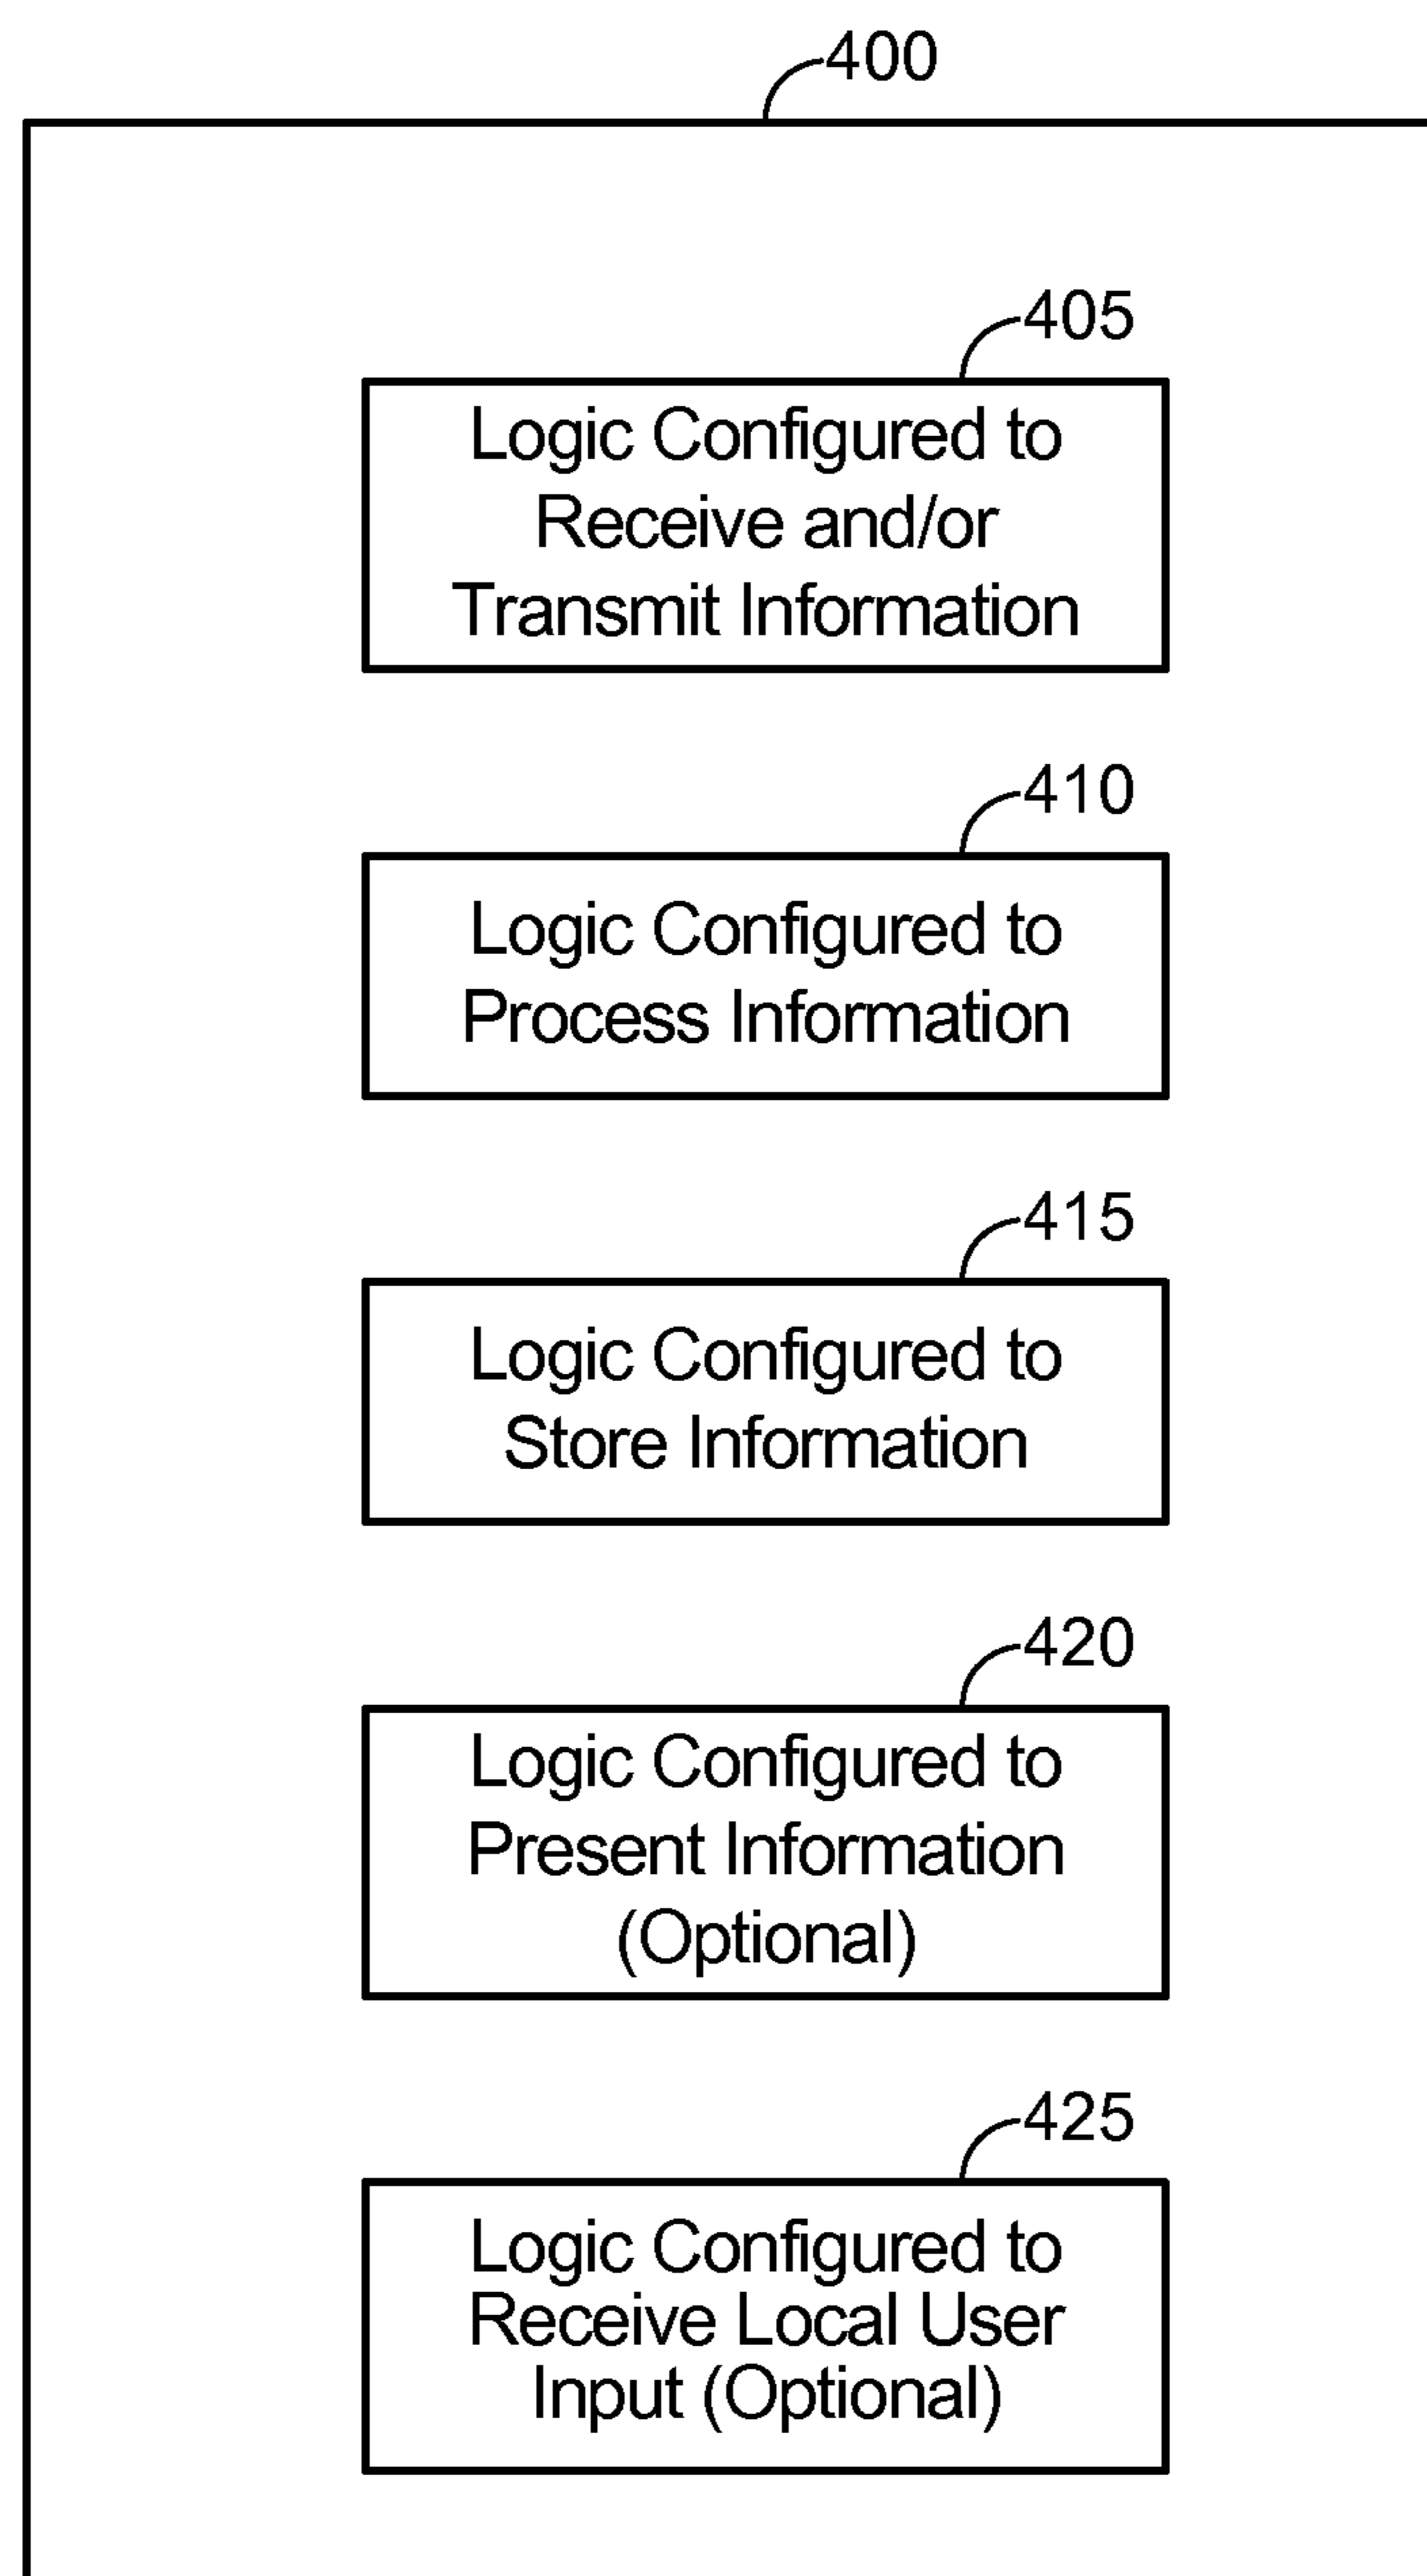 400
405
Logic Configured to
Receive and/or
Transmit Information
410
Logic Configured to
Process Information
415
Logic Configured to
Store Information
420
Logic Configured to
Present Information
(Optional)
425
Logic Configured to
Receive Local User
Input (Optional)